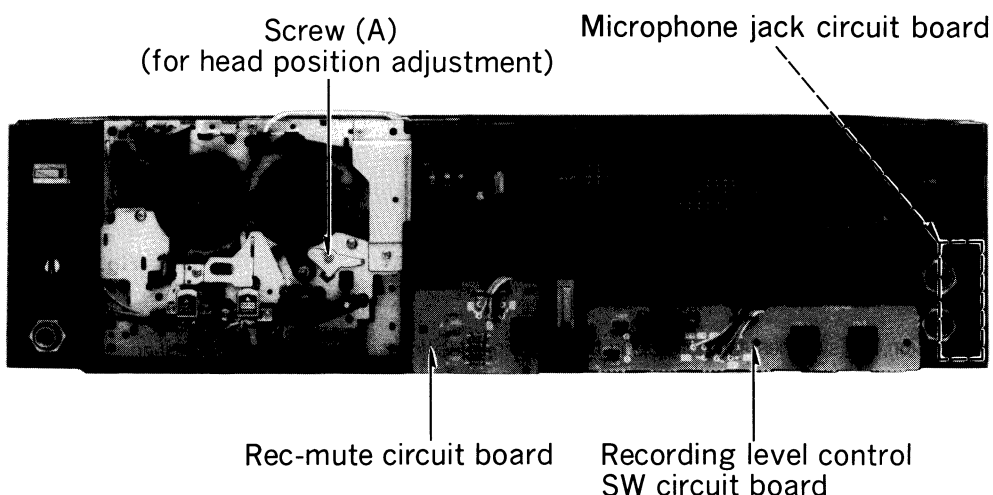 Screw (A)
(for head position adjustment)
Microphone jack circuit board
Rec-mute circuit board
Recording level control
SW circuit board